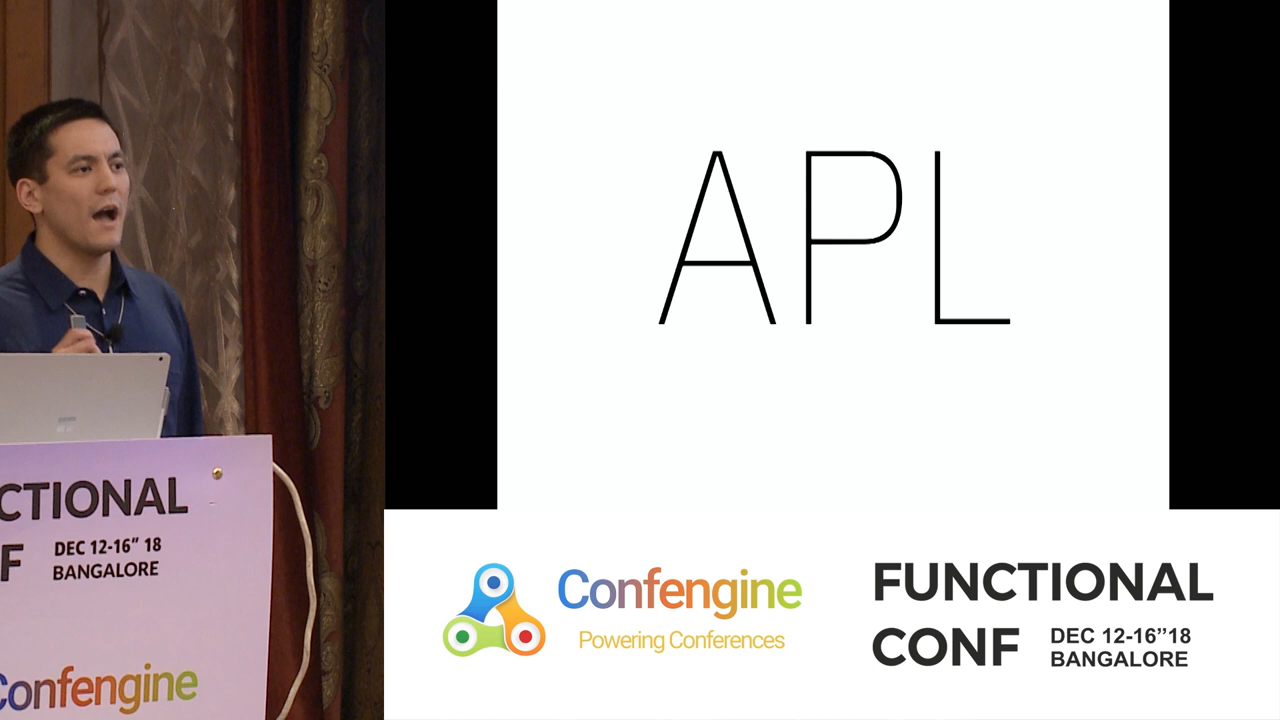 APL
CTIONAL
F
DEC 12-16” 18
BANGALORE
Confengine
Confengine
Powering Conferences
FUNCTIONAL
CONF
DEC 12-16”18
BANGALORE